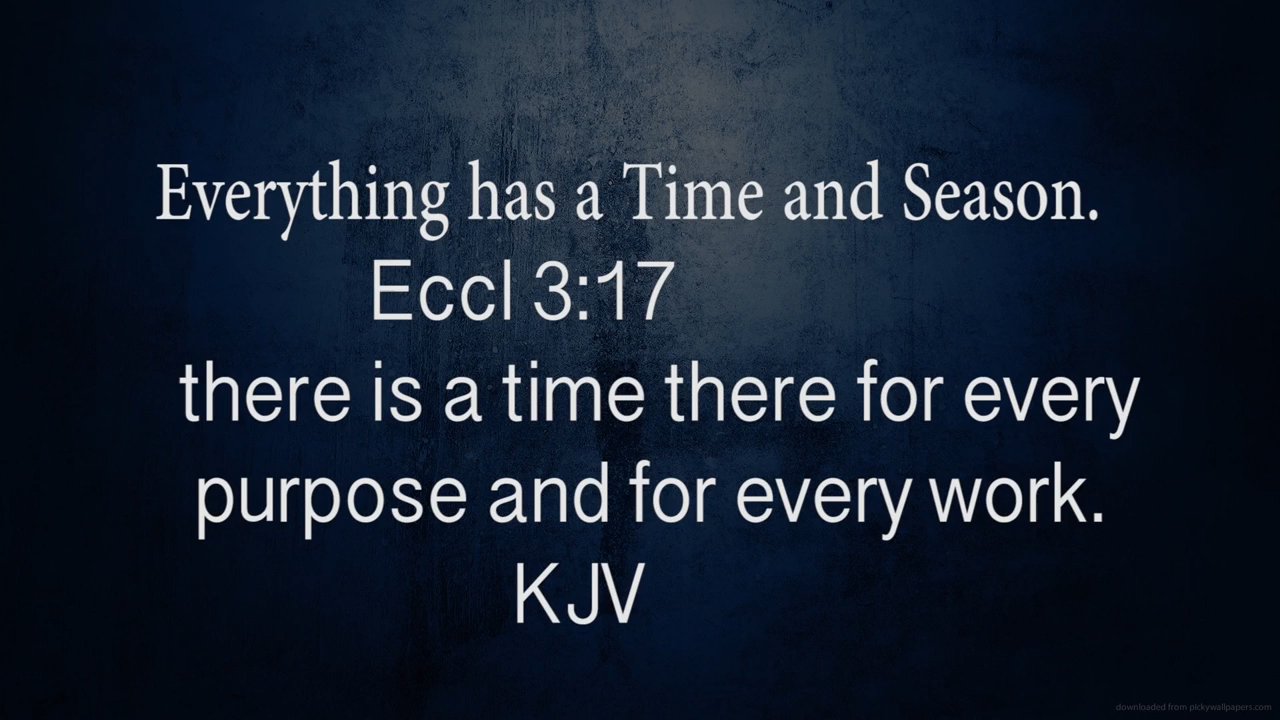 Everything has a Time and Season.
Eccl 3:17
there is a time there for every
purpose and for every work.
KJV
downloaded from pickywallpapers.com